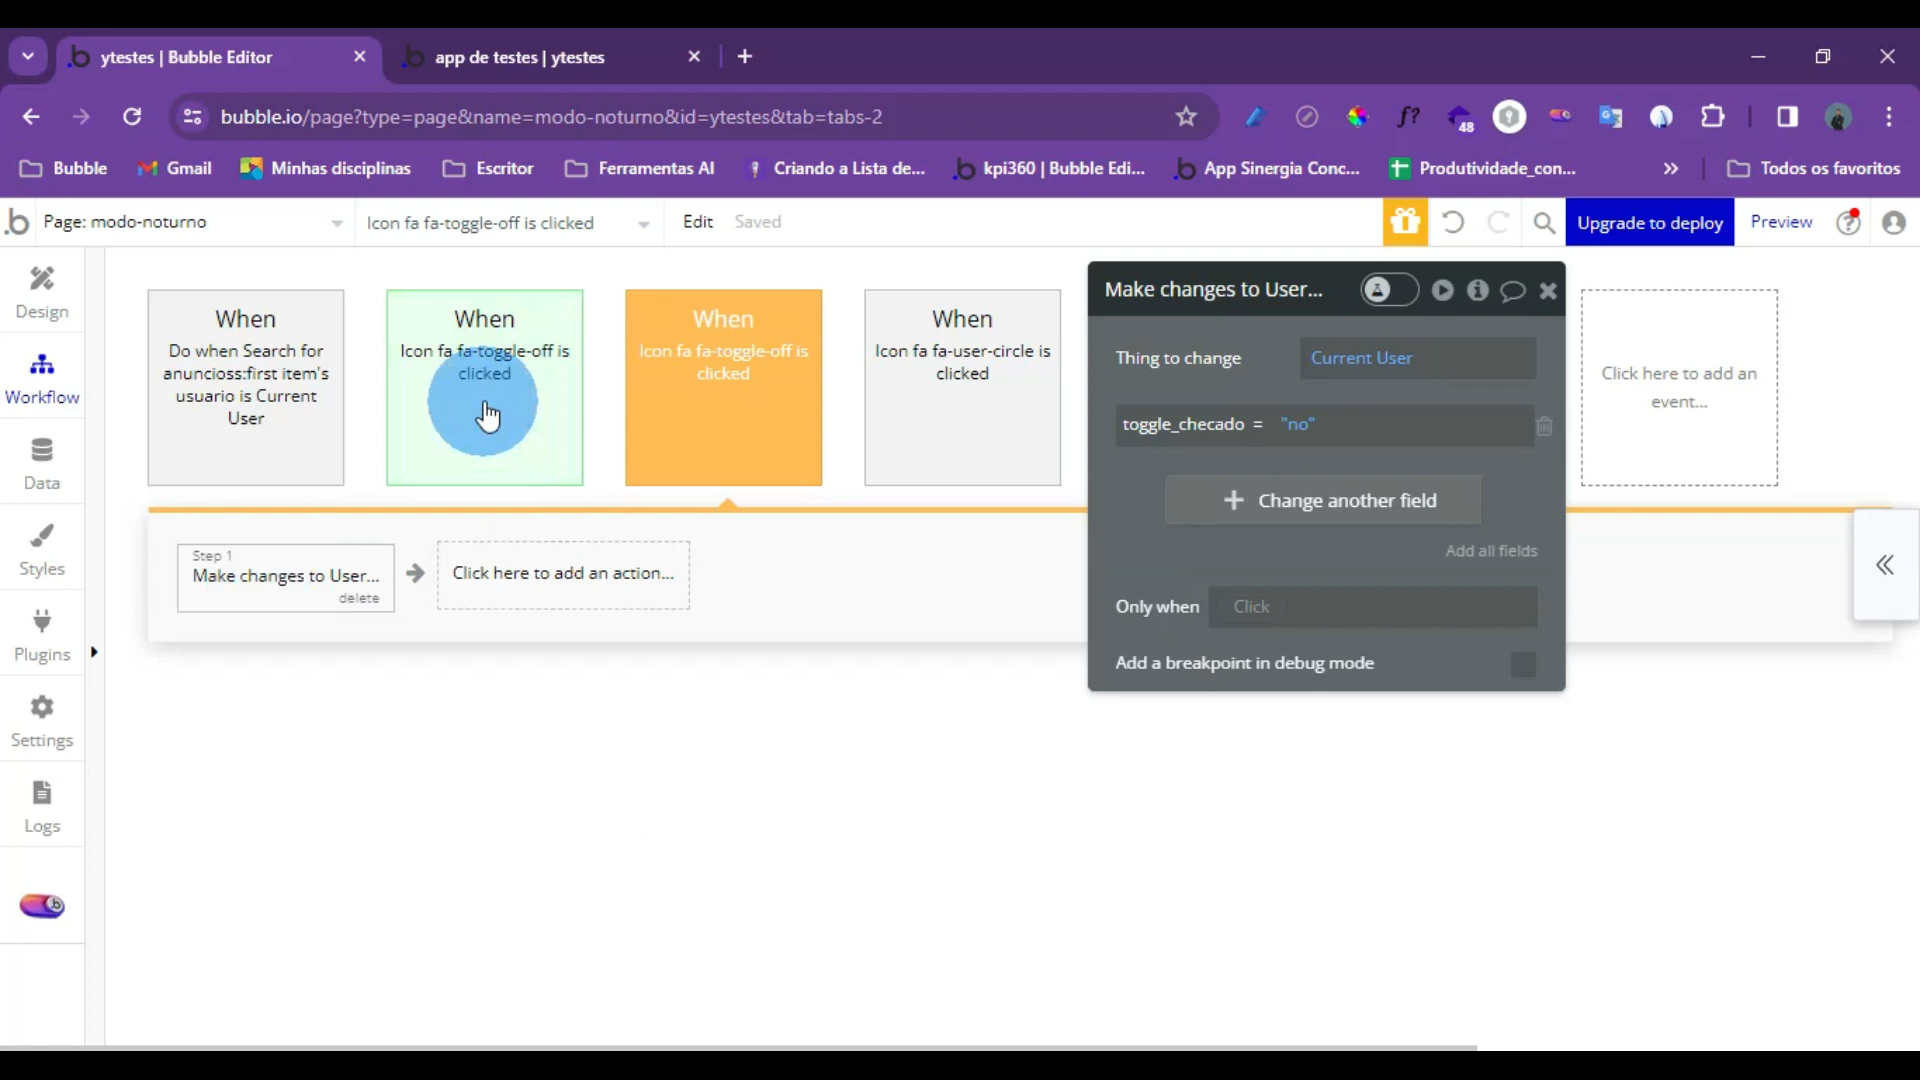 ytestes | Bubble Editor
app de testes | ytestes
bubble.io/page?type=page&name=modo-noturno&id=ytestes&tab=tabs-2
f?
48
Bubble
Gmail
Minhas disciplinas
Escritor
Ferramentas AI
Criando a Lista de...
kpi360 | Bubble Edi...
App Sinergia Conc...
Produtividade_con...
Todos os favoritos
Page: modo-noturno
Icon fa fa-toggle-off is clicked
Edit
Saved
Upgrade to deploy
Preview
Design
Workflow
Data
Styles
Plugins
Settings
Logs
When
Do when Search for
anuncioss:first item's
usuario is Current
User
When
Icon fa fa-toggle-off is
clicked
When
Icon fa fa-toggle-off is
clicked
When
Icon fa fa-user-circle is
clicked
Click here to add an
event...
Step 1
Make changes to User...
delete
Click here to add an action...
Make changes to User...
Thing to change
Current User
toggle_checado = "no"
Change another field
Add all fields
Only when
Click
Add a breakpoint in debug mode